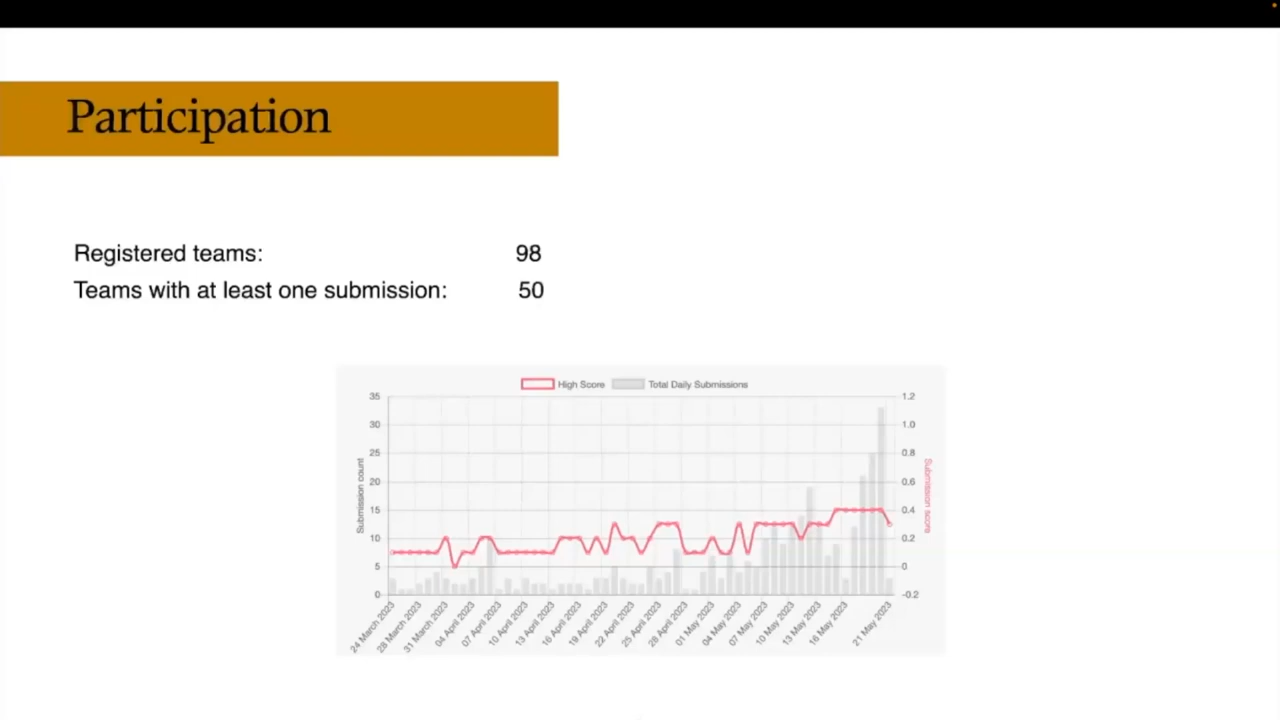 Participation
Registered teams: 98
Teams with at least one submission: 50
High Score Total Daily Submissions
35 1.2
30 1.0
25 0.8
20 0.6
15 0.4
10 0.2
5 0
0 -0.2
Submission count
Submission score
24 March 2023
28 March 2023
31 March 2023
04 April 2023
07 April 2023
10 April 2023
13 April 2023
16 April 2023
19 April 2023
22 April 2023
25 April 2023
28 April 2023
01 May 2023
04 May 2023
07 May 2023
10 May 2023
13 May 2023
16 May 2023
21 May 2023